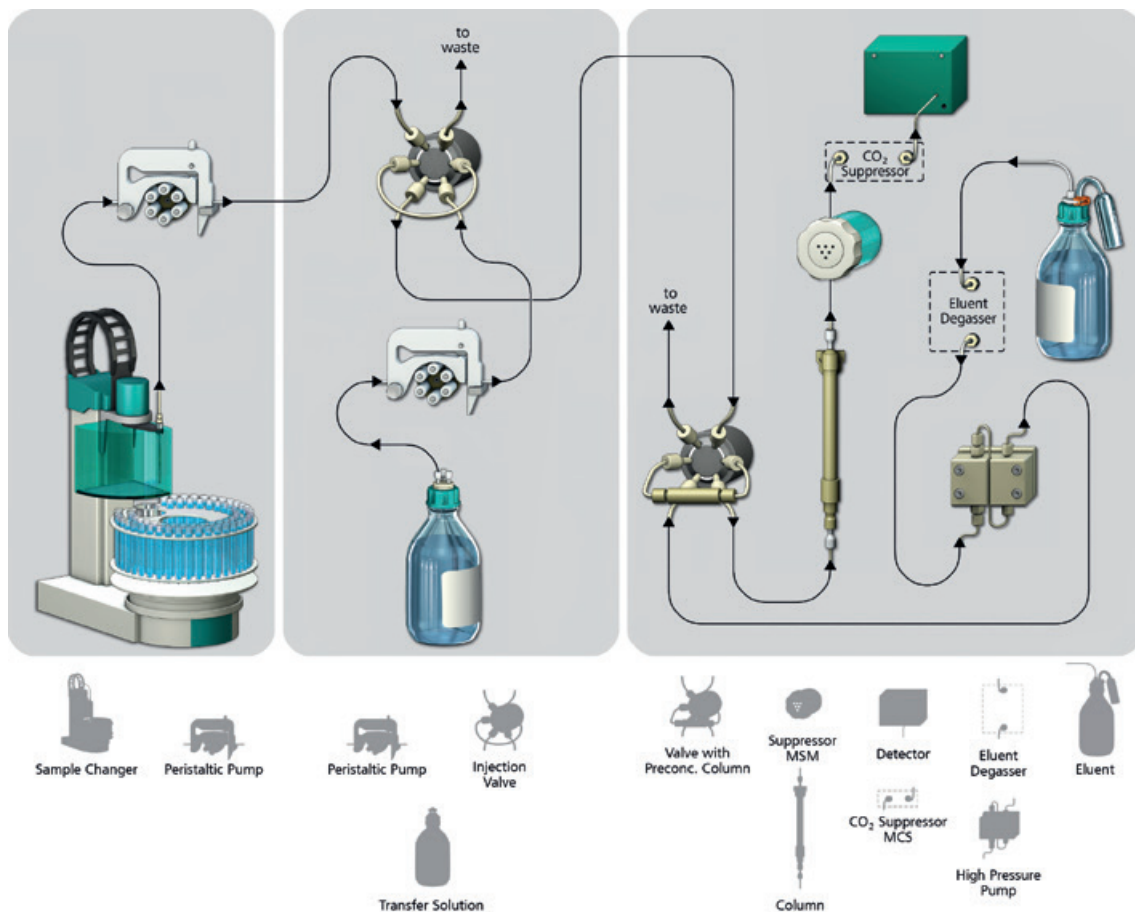 to
waste
CO₂
Suppressor
Eluent
Degasser
to
waste
Sample Changer
Peristaltic Pump
Peristaltic Pump
Injection
Valve
Transfer Solution
Valve with
Preconc. Column
Suppressor
MSM
Detector
Eluent
Degasser
Eluent
CO₂ Suppressor
MCS
High Pressure
Pump
Column